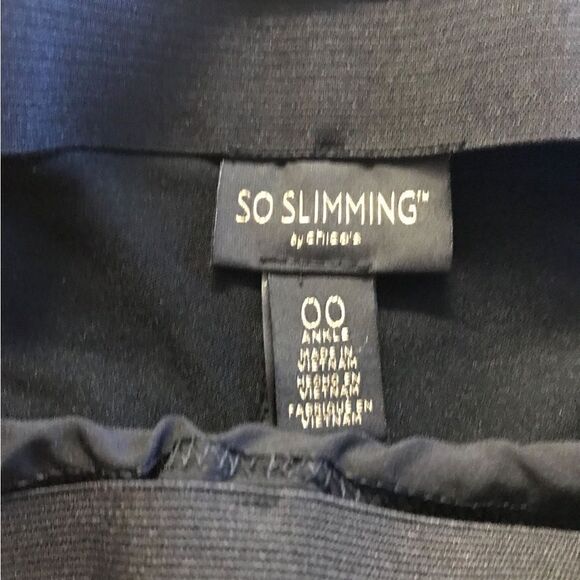 SO SLIMMING™
by chico's
00
ANKLE
MADE IN
VIETNAM
HECHO EN
VIETNAM
FABRIQUÉ EN
VIETNAM